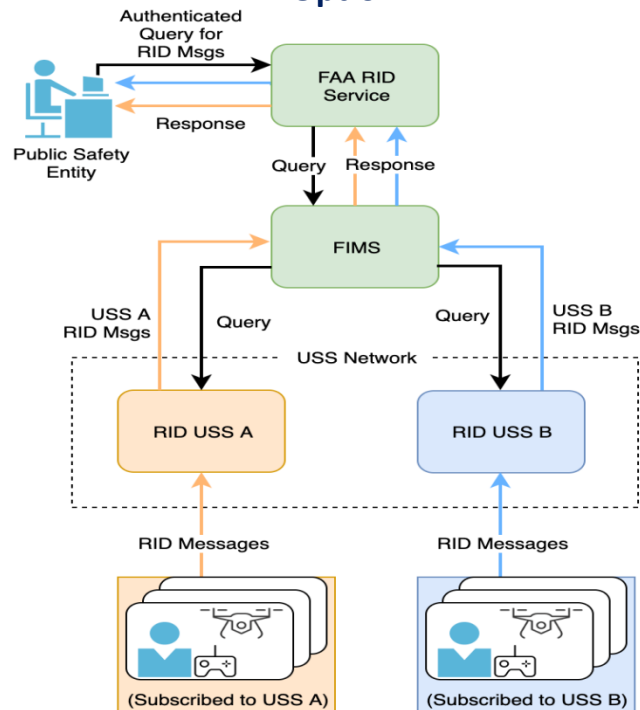 Authenticated
Query for
RID Msgs
FAA RID
Service
Response
Public Safety
Entity
Query
Response
FIMS
USS A
RID Msgs
Query
Query
USS B
RID Msgs
USS Network
RID USS A
RID USS B
RID Messages
RID Messages
(Subscribed to USS A)
(Subscribed to USS B)